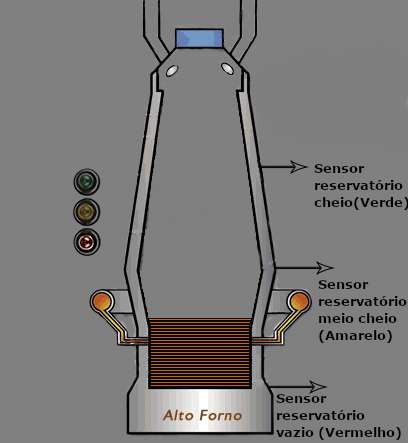 Sensor
reservatório
cheio(Verde)
Sensor
reservatório
meio cheio
(Amarelo)
Sensor
reservatório
vazio (Vermelho)
Alto Forno